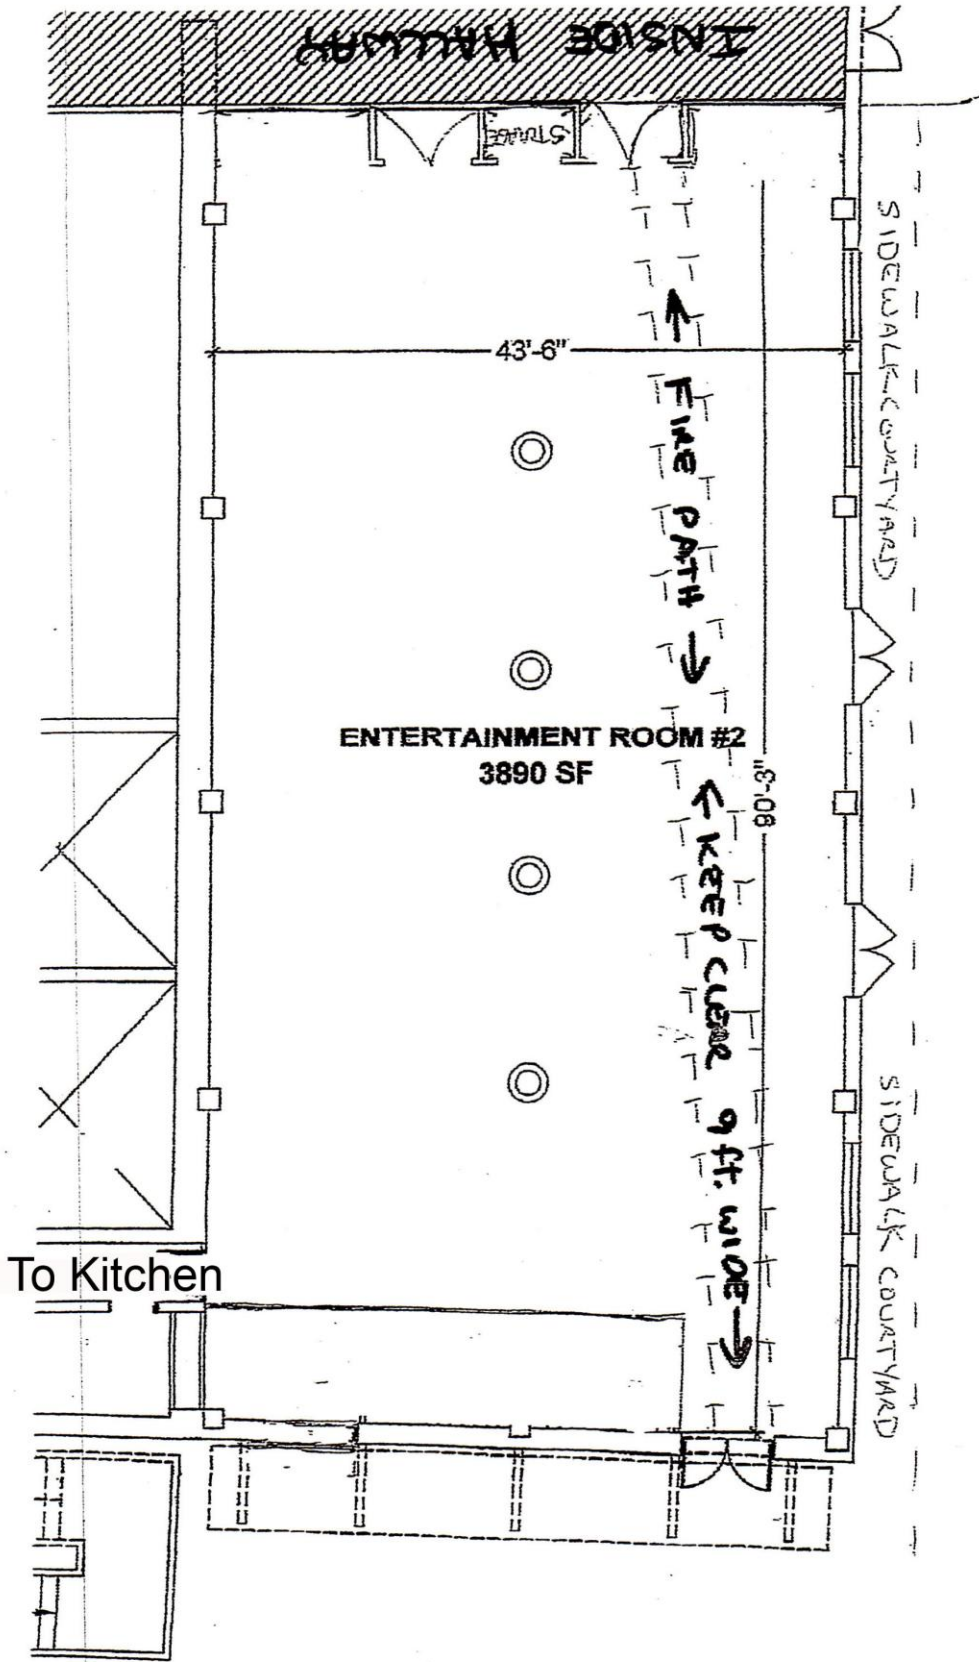 INSIDE HALLWAY
STORAGE
SIDEWALK COURTYARD
43'-6"
← FIRE PATH →
ENTERTAINMENT ROOM #2
3890 SF
80'-3"
← KEEP CLEAR 9 ft. WIDE →
SIDEWALK COURTYARD
To Kitchen